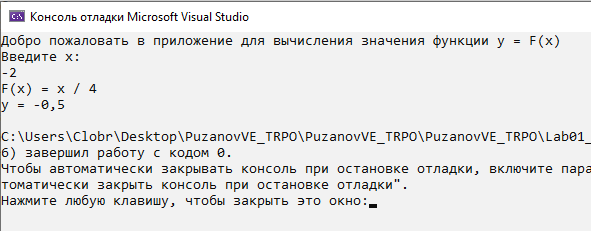 Консоль отладки Microsoft Visual Studio
Добро пожаловать в приложение для вычисления значения функции y = F(x)
Введите x:
-2
F(x) = x / 4
y = -0,5
C:\Users\Clobr\Desktop\PuzanovVE_TRPO\PuzanovVE_TRPO\PuzanovVE_TRPO\Lab01_
6) завершил работу с кодом 0.
Чтобы автоматически закрывать консоль при остановке отладки, включите пара
томатически закрыть консоль при остановке отладки".
Нажмите любую клавишу, чтобы закрыть это окно: